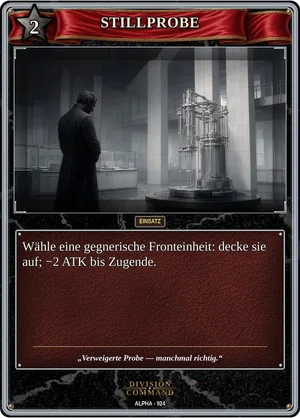 2
STILLPROBE
EINSATZ
Wähle eine gegnerische Fronteinheit: decke sie
auf; −2 ATK bis Zugende.
„Verweigerte Probe — manchmal richtig.“
DIVISION
COMMAND
ALPHA - 924